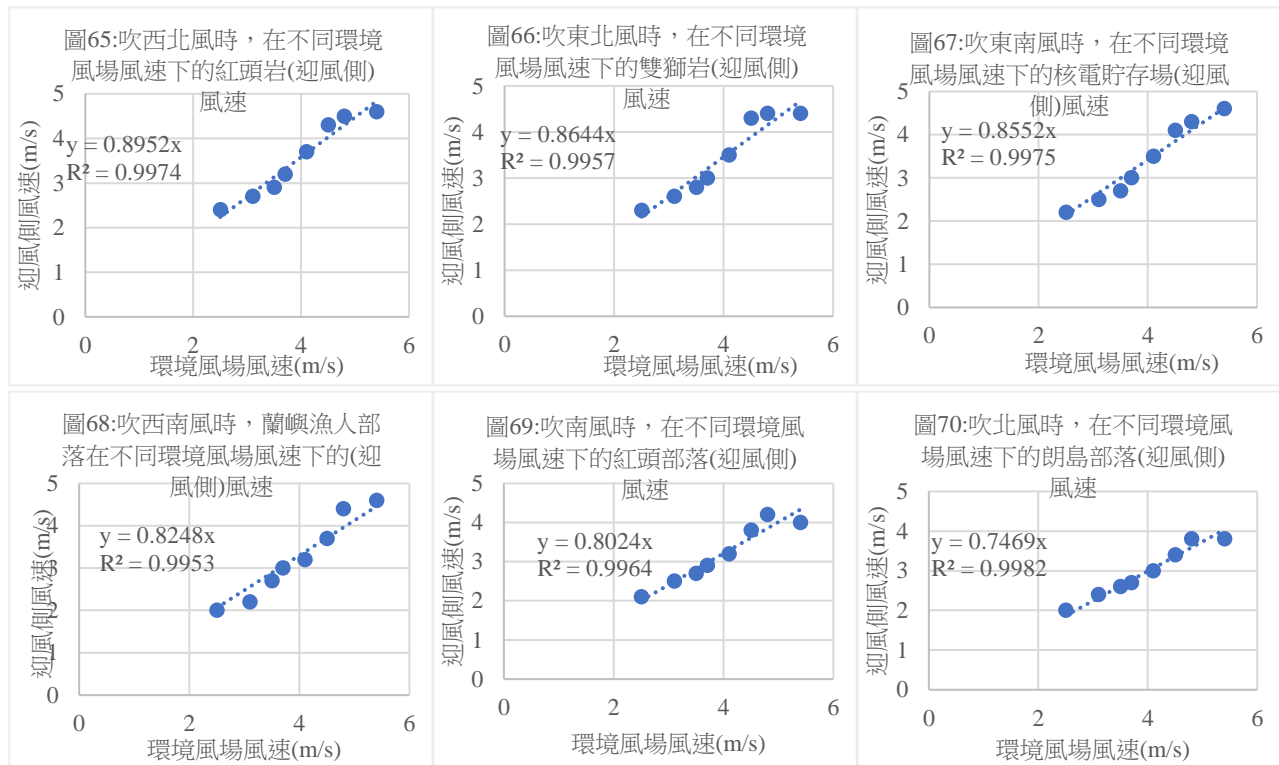 圖65:吹西北風時，在不同環境
風場風速下的紅頭岩(迎風側)
風速
y = 0.8952x
R² = 0.9974
迎風側風速(m/s)
5
4
3
2
1
0
0 2 4 6
環境風場風速(m/s)
圖66:吹東北風時，在不同環境
風場風速下的雙獅岩(迎風側)
風速
y = 0.8644x
R² = 0.9957
迎風側風速(m/s)
5
4
3
2
1
0
0 2 4 6
環境風場風速(m/s)
圖67:吹東南風時，在不同環境
風場風速下的核電貯存場(迎風
側)風速
y = 0.8552x
R² = 0.9975
迎風側風速(m/s)
5
4
3
2
1
0
0 2 4 6
環境風場風速(m/s)
圖68:吹西南風時，蘭嶼漁人部
落在不同環境風場風速下的(迎
風側)風速
y = 0.8248x
R² = 0.9953
迎風側風速(m/s)
5
4
3
2
1
0
0 2 4 6
環境風場風速(m/s)
圖69:吹南風時，在不同環境風
場風速下的紅頭部落(迎風側)
風速
y = 0.8024x
R² = 0.9964
迎風側風速(m/s)
5
4
3
2
1
0
0 2 4 6
環境風場風速(m/s)
圖70:吹北風時，在不同環境風
場風速下的朗島部落(迎風側)
風速
y = 0.7469x
R² = 0.9982
迎風側風速(m/s)
5
4
3
2
1
0
0 2 4 6
環境風場風速(m/s)